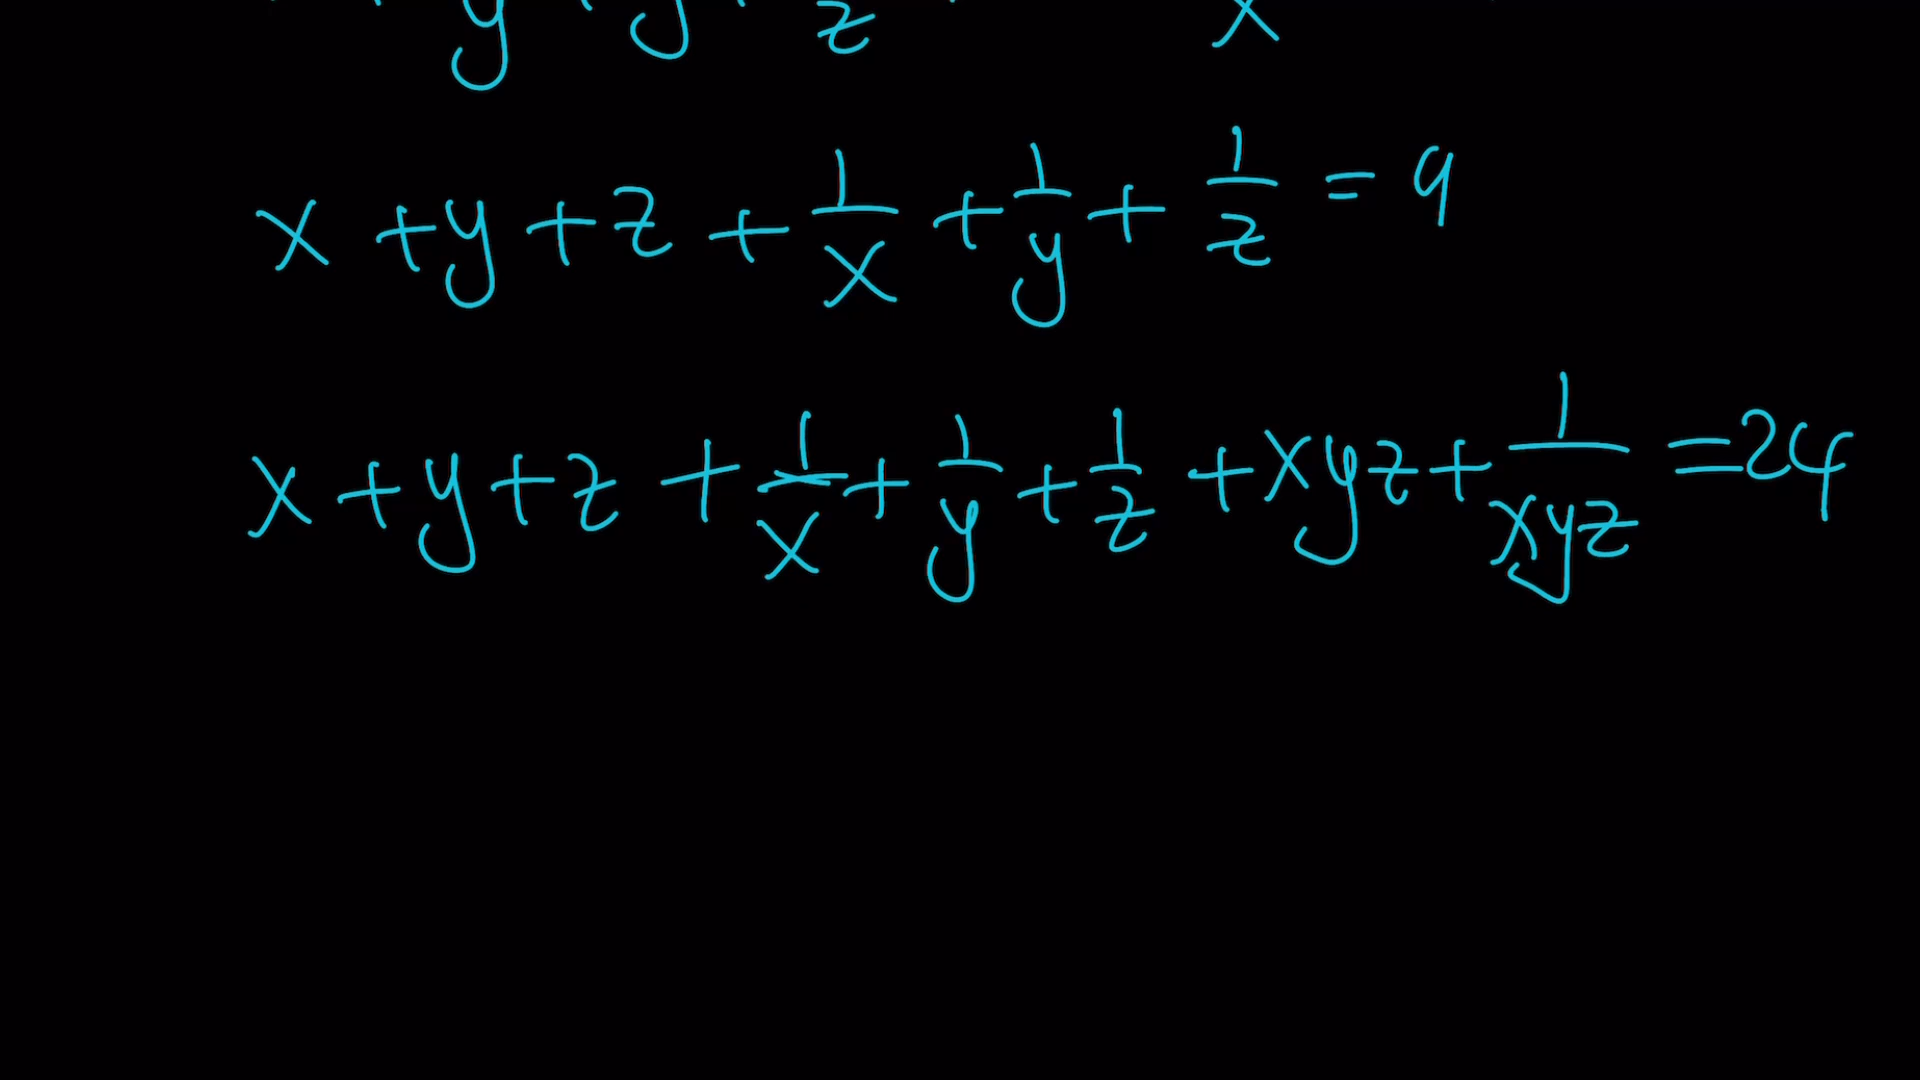 y y z x
x + y + z + 1/x + 1/y + 1/z = 9
x + y + z + 1/x + 1/y + 1/z + xyz + 1/xyz = 24